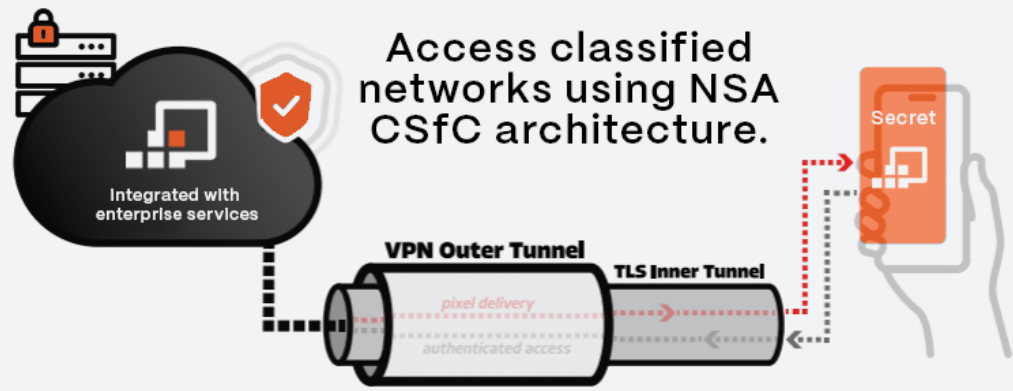 Access classified
networks using NSA
CSfC architecture.
Secret
Integrated with
enterprise services
VPN Outer Tunnel
TLS Inner Tunnel
pixel delivery
authenticated access